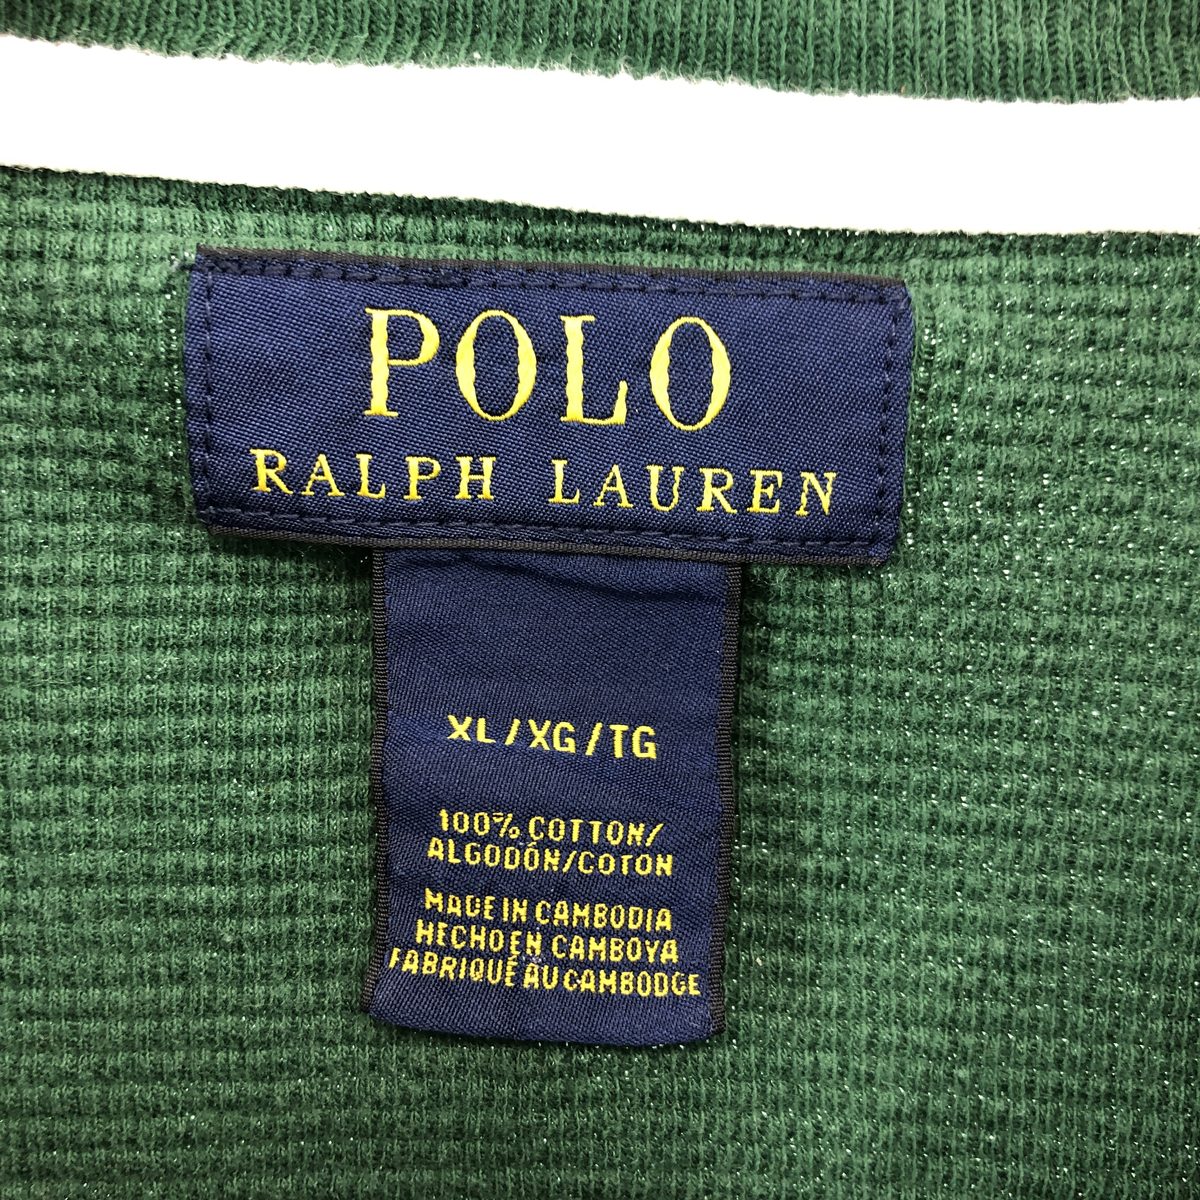 POLO
RALPH LAUREN
XL/XG/TG
100% COTTON/
ALGODÓN/COTON
MADE IN CAMBODIA
HECHO EN CAMBOYA
FABRIQUÉ AU CAMBODGE